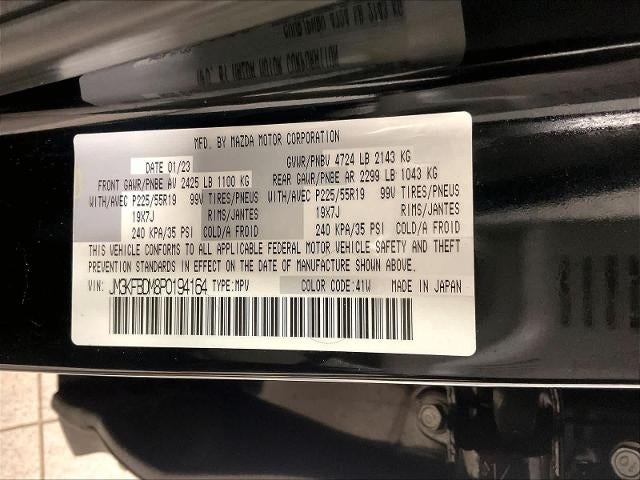 MFD. BY MAZDA MOTOR CORPORATION
DATE 01/23 GVWR/PNBV 4724 LB 2143 KG
FRONT GAWR/PNBE AV 2425 LB 1100 KG REAR GAWR/PNBE AR 2299 LB 1043 KG
WITH/AVEC P225/55R19 99V TIRES/PNEUS WITH/AVEC P225/55R19 99V TIRES/PNEUS
19X7J RIMS/JANTES 19X7J RIMS/JANTES
240 KPA/35 PSI COLD/A FROID 240 KPA/35 PSI COLD/A FROID
THIS VEHICLE CONFORMS TO ALL APPLICABLE FEDERAL MOTOR VEHICLE SAFETY AND THEFT
PREVENTION STANDARDS IN EFFECT ON THE DATE OF MANUFACTURE SHOWN ABOVE.
VIN: JM3KFBDM8P0194164 TYPE:MPV COLOR CODE:41W MADE IN JAPAN